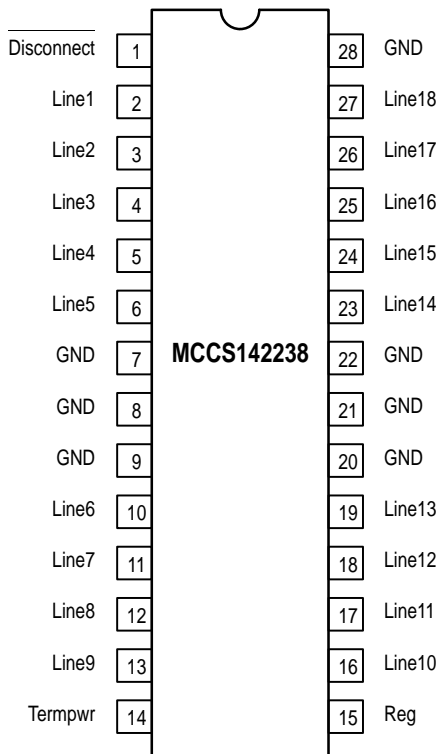 Disconnect 1 28 GND
Line1 2 27 Line18
Line2 3 26 Line17
Line3 4 25 Line16
Line4 5 24 Line15
Line5 6 23 Line14
GND 7 MCCS142238 22 GND
GND 8 21 GND
GND 9 20 GND
Line6 10 19 Line13
Line7 11 18 Line12
Line8 12 17 Line11
Line9 13 16 Line10
Termpwr 14 15 Reg